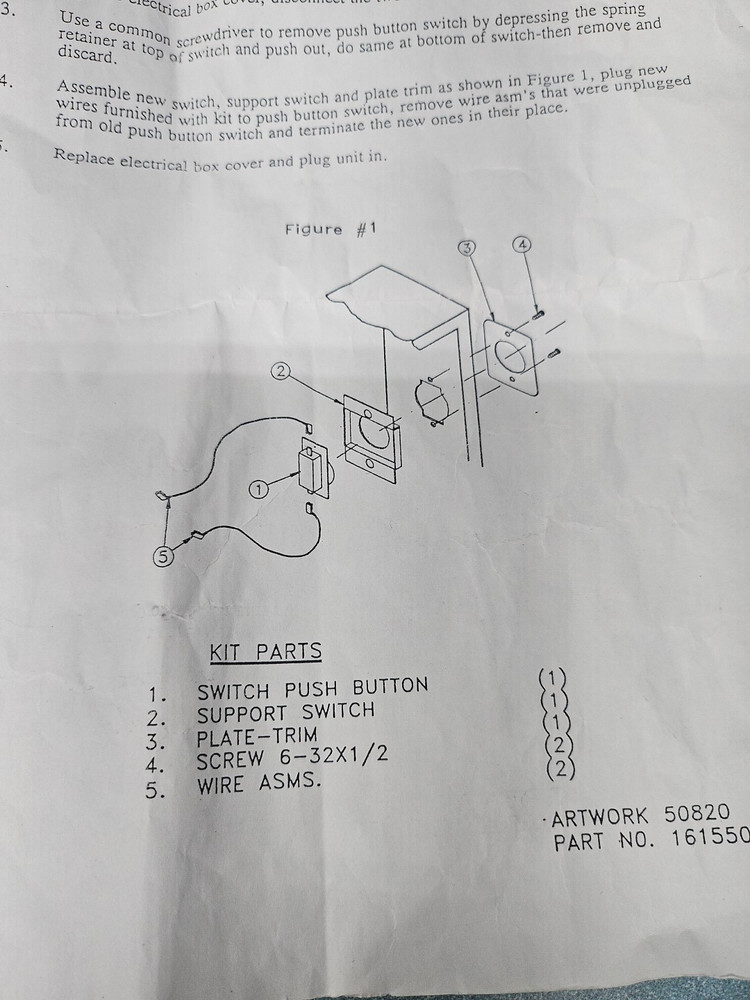 electrical box cover,
3. Use a common screwdriver to remove push button switch by depressing the spring
retainer at top of switch and push out, do same at bottom of switch-then remove and
discard.
4. Assemble new switch, support switch and plate trim as shown in Figure 1, plug new
wires furnished with kit to push button switch, remove wire asm's that were unplugged
from old push button switch and terminate the new ones in their place.
Replace electrical box cover and plug unit in.
Figure #1
3 4
2
1
5
KIT PARTS
1. SWITCH PUSH BUTTON (1)
2. SUPPORT SWITCH (1)
3. PLATE-TRIM (1)
4. SCREW 6-32X1/2 (2)
5. WIRE ASMS. (2)
ARTWORK 50820
PART NO. 161550